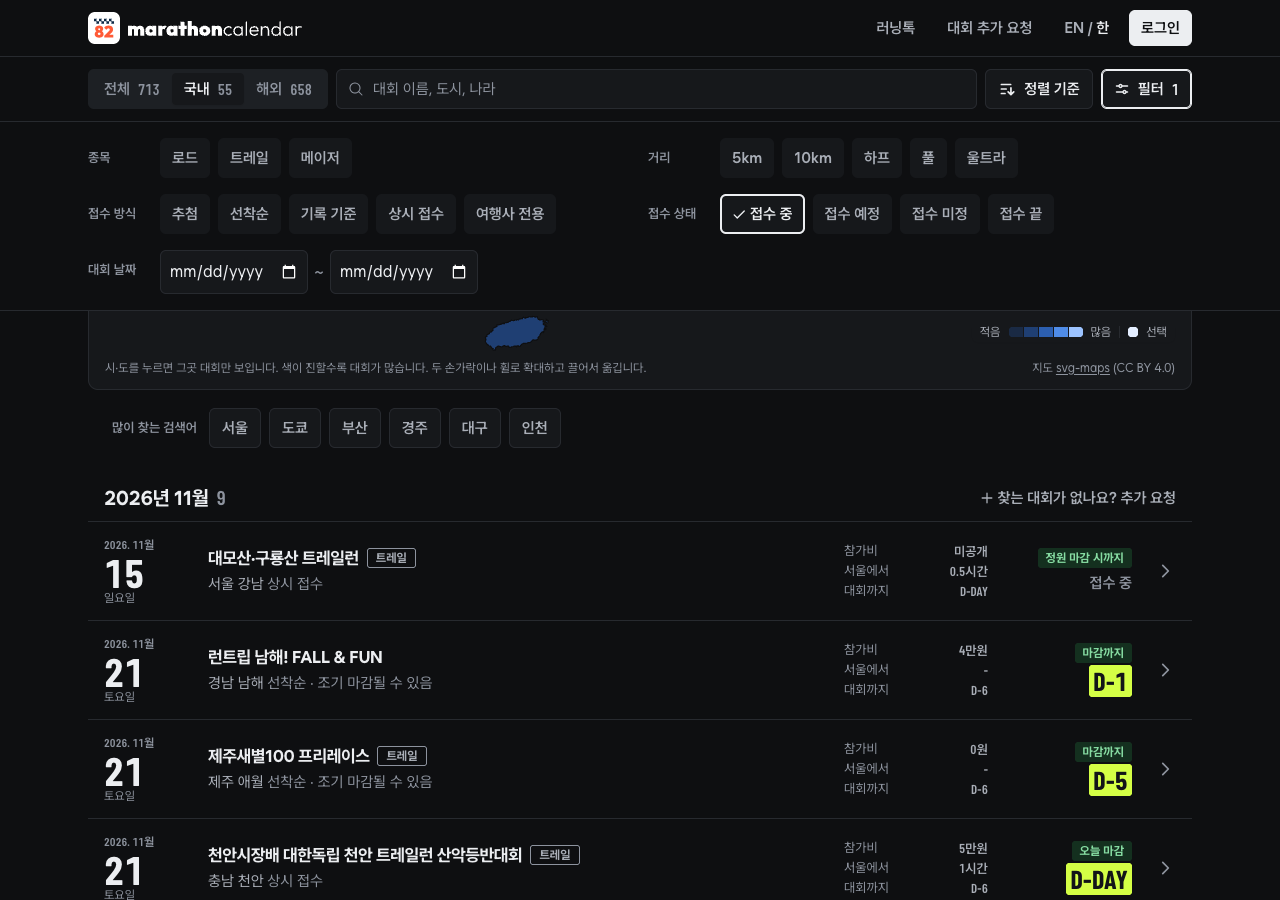 82 marathoncalendar
러닝톡 대회 추가 요청 EN / 한 로그인
전체 713 국내 55 해외 658 대회 이름, 도시, 나라 정렬 기준 필터 1
종목 로드 트레일 메이저 거리 5km 10km 하프 풀 울트라
접수 방식 추첨 선착순 기록 기준 상시 접수 여행사 전용 접수 상태 접수 중 접수 예정 접수 미정 접수 끝
대회 날짜 mm/dd/yyyy ~ mm/dd/yyyy
적음 많음 선택
시·도를 누르면 그곳 대회만 보입니다. 색이 진할수록 대회가 많습니다. 두 손가락이나 휠로 확대하고 끌어서 옮깁니다. 지도 svg-maps (CC BY 4.0)
많이 찾는 검색어 서울 도쿄 부산 경주 대구 인천
2026년 11월 9 + 찾는 대회가 없나요? 추가 요청
2026. 11월
15
일요일
대모산·구룡산 트레일런 트레일
서울 강남 상시 접수
참가비 미공개
서울에서 0.5시간
대회까지 D-DAY
정원 마감 시까지
접수 중
2026. 11월
21
토요일
런트립 남해! FALL & FUN
경남 남해 선착순 · 조기 마감될 수 있음
참가비 4만원
서울에서 -
대회까지 D-6
마감까지
D-1
2026. 11월
21
토요일
제주새별100 프리레이스 트레일
제주 애월 선착순 · 조기 마감될 수 있음
참가비 0원
서울에서 -
대회까지 D-6
마감까지
D-5
2026. 11월
21
토요일
천안시장배 대한독립 천안 트레일런 산악등반대회 트레일
충남 천안 상시 접수
참가비 5만원
서울에서 1시간
대회까지 D-6
오늘 마감
D-DAY